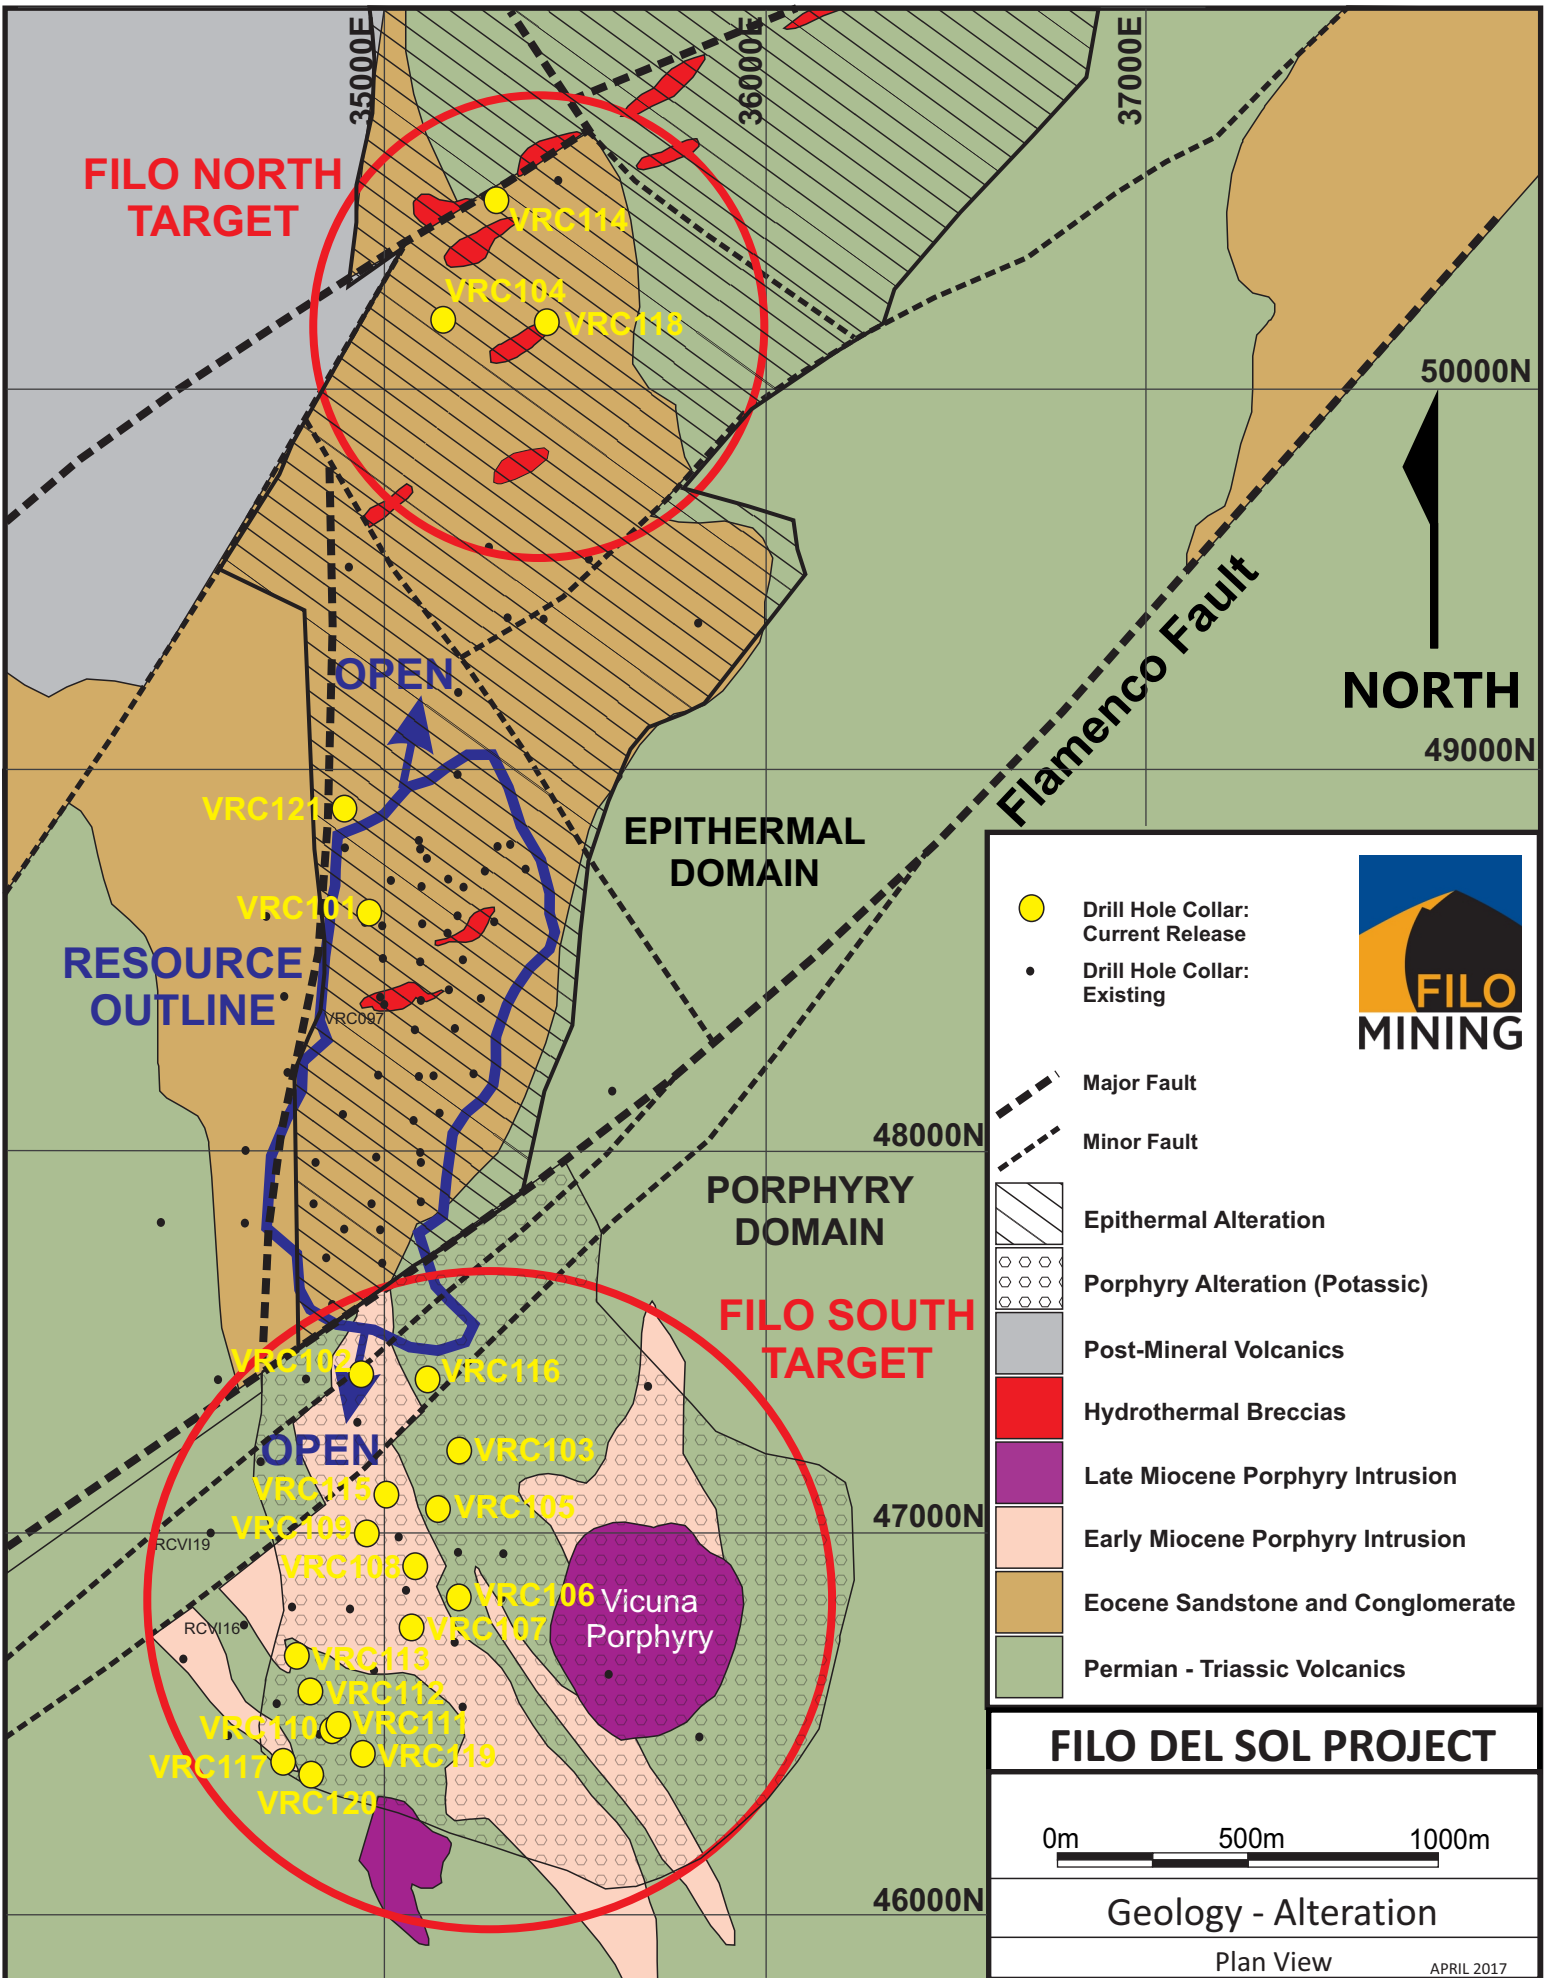 35000E
36000E
37000E
FILO NORTH
TARGET
VRC114
VRC104
VRC118
50000N
NORTH
Flamenco Fault
OPEN
49000N
VRC121
EPITHERMAL
DOMAIN
VRC101
RESOURCE
OUTLINE
VRC097
48000N
PORPHYRY
DOMAIN
FILO SOUTH
TARGET
VRC102
VRC116
OPEN
VRC103
VRC115
VRC105
47000N
VRC109
RCVI19
VRC108
VRC106
Vicuna
Porphyry
RCVI16
VRC107
VRC113
VRC112
VRC110
VRC111
VRC119
VRC117
VRC120
46000N
Drill Hole Collar:
Current Release
Drill Hole Collar:
Existing
FILO
MINING
Major Fault
Minor Fault
Epithermal Alteration
Porphyry Alteration (Potassic)
Post-Mineral Volcanics
Hydrothermal Breccias
Late Miocene Porphyry Intrusion
Early Miocene Porphyry Intrusion
Eocene Sandstone and Conglomerate
Permian - Triassic Volcanics
FILO DEL SOL PROJECT
0m 500m 1000m
Geology - Alteration
Plan View
APRIL 2017